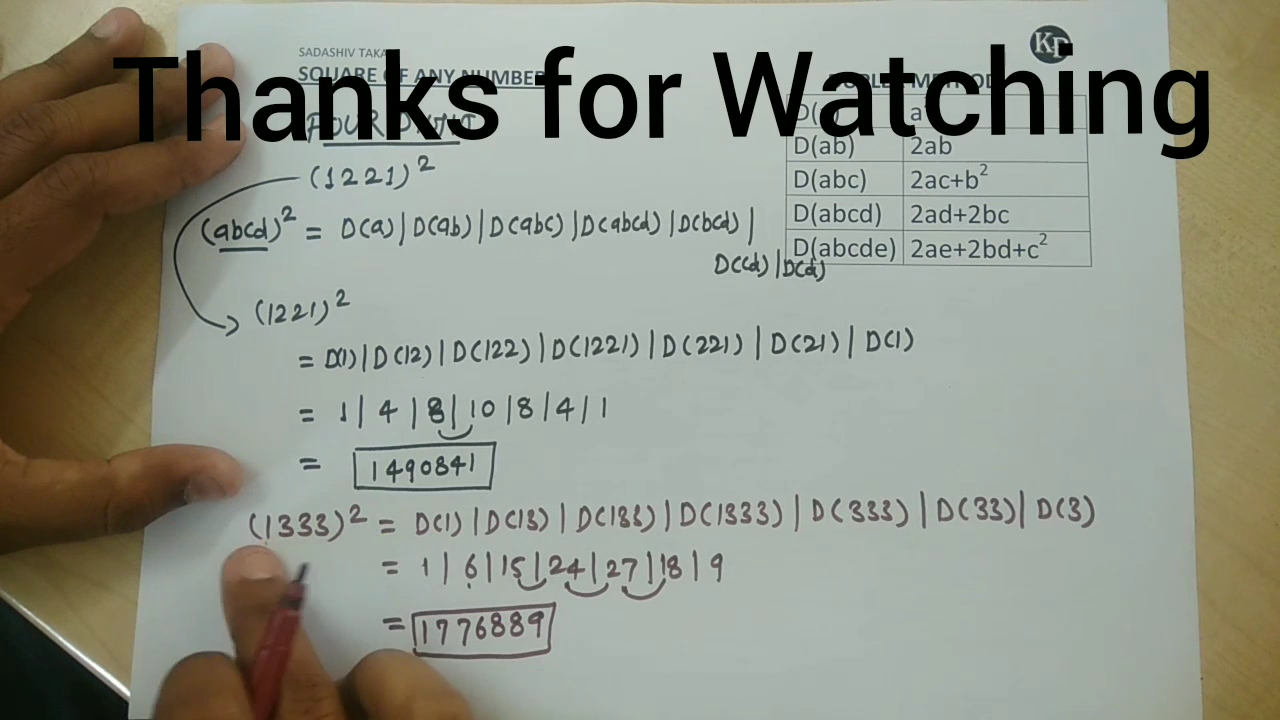 SADASHIV TAKA
SQUARE OF ANY NUMBER
Thanks for Watching
FOUR DIGIT
D(ab) 2ab
D(abc) 2ac+b²
D(abcd) 2ad+2bc
D(abcde) 2ae+2bd+c²
(1221)²
(abcd)² = D(a) | D(ab) | D(abc) | D(abcd) | D(bcd) |
D(cd) | D(d)
(1221)²
= D(1) | D(12) | D(122) | D(1221) | D(221) | D(21) | D(1)
= 1 | 4 | 8 | 10 | 8 | 4 | 1
= 1490841
(1333)² = D(1) | D(13) | D(133) | D(1333) | D(333) | D(33) | D(3)
= 1 | 6 | 15 | 24 | 27 | 18 | 9
= 1776889